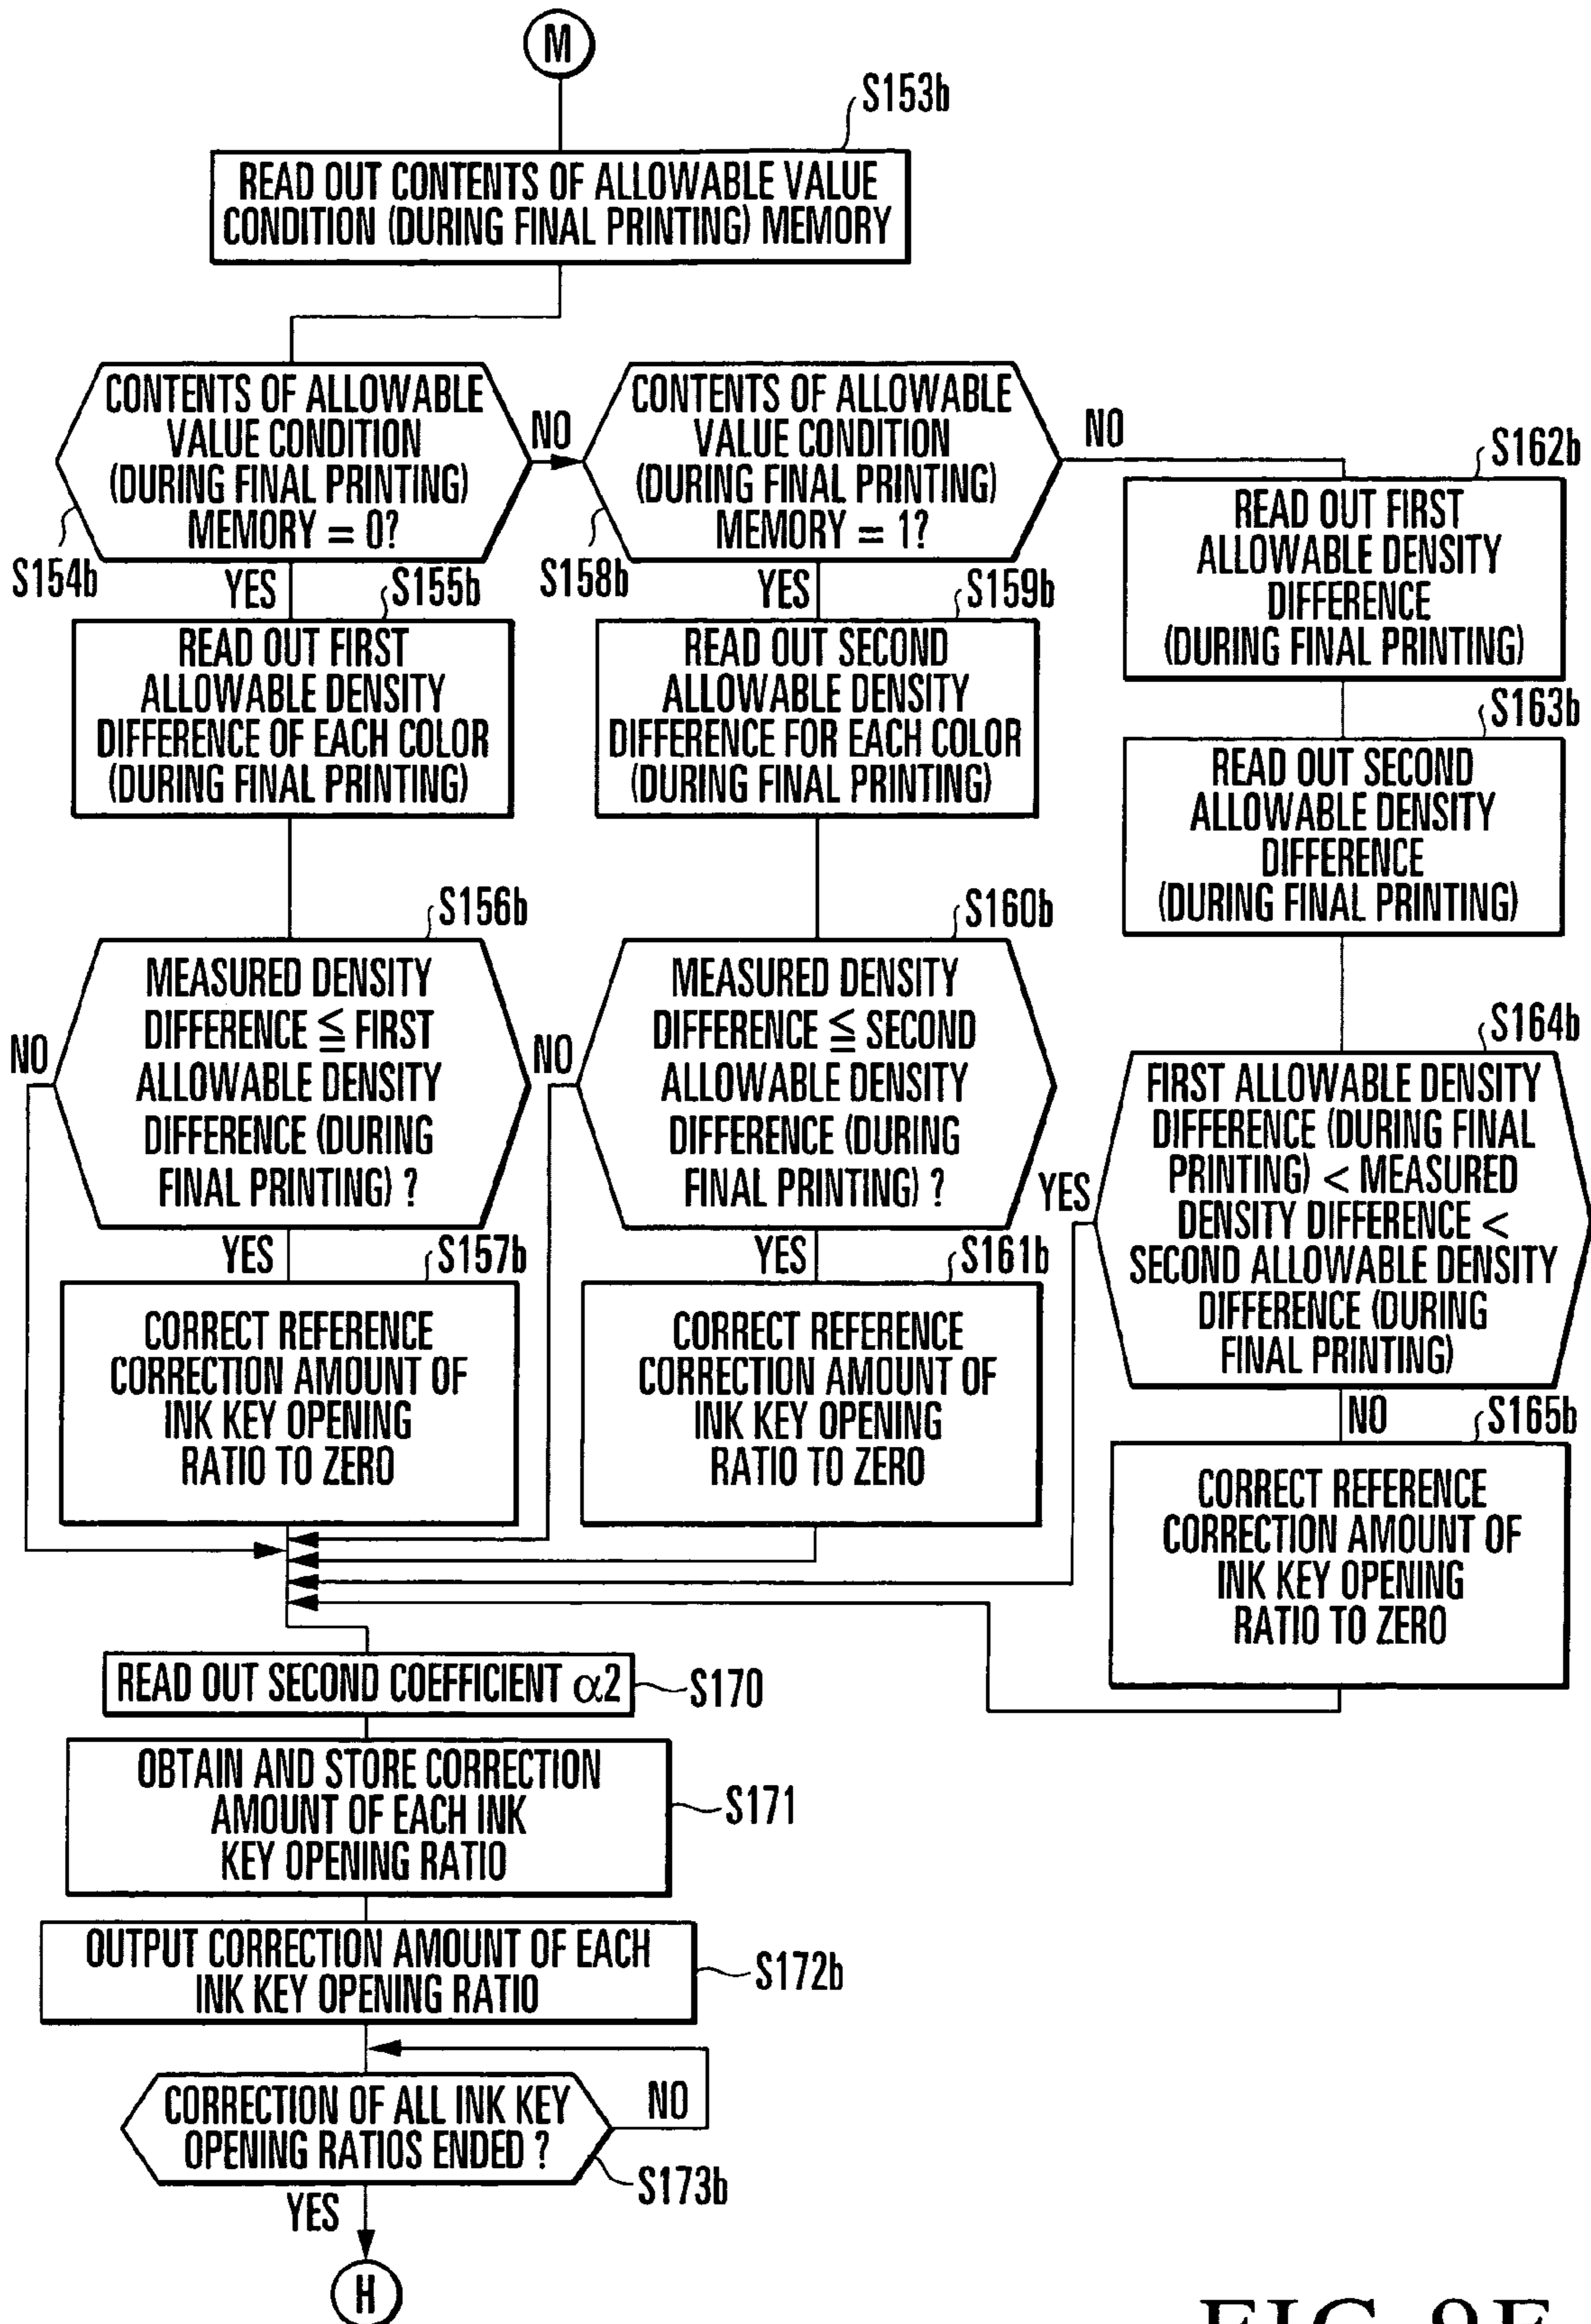 M
S153b
READ OUT CONTENTS OF ALLOWABLE VALUE
CONDITION (DURING FINAL PRINTING) MEMORY
CONTENTS OF ALLOWABLE
VALUE CONDITION
(DURING FINAL PRINTING)
MEMORY = 0?
S154b
NO
YES
CONTENTS OF ALLOWABLE
VALUE CONDITION
(DURING FINAL PRINTING)
MEMORY = 1?
S158b
NO
YES
S155b
READ OUT FIRST
ALLOWABLE DENSITY
DIFFERENCE OF EACH COLOR
(DURING FINAL PRINTING)
S159b
READ OUT SECOND
ALLOWABLE DENSITY
DIFFERENCE FOR EACH COLOR
(DURING FINAL PRINTING)
S162b
READ OUT FIRST
ALLOWABLE DENSITY
DIFFERENCE
(DURING FINAL PRINTING)
S163b
READ OUT SECOND
ALLOWABLE DENSITY
DIFFERENCE
(DURING FINAL PRINTING)
S156b
MEASURED DENSITY
DIFFERENCE ≦ FIRST
ALLOWABLE DENSITY
DIFFERENCE (DURING
FINAL PRINTING) ?
NO
YES
S160b
MEASURED DENSITY
DIFFERENCE ≦ SECOND
ALLOWABLE DENSITY
DIFFERENCE (DURING
FINAL PRINTING) ?
NO
YES
S164b
FIRST ALLOWABLE DENSITY
DIFFERENCE (DURING FINAL
PRINTING) < MEASURED
DENSITY DIFFERENCE <
SECOND ALLOWABLE DENSITY
DIFFERENCE (DURING
FINAL PRINTING)
YES
NO
S157b
CORRECT REFERENCE
CORRECTION AMOUNT OF
INK KEY OPENING
RATIO TO ZERO
S161b
CORRECT REFERENCE
CORRECTION AMOUNT OF
INK KEY OPENING
RATIO TO ZERO
S165b
CORRECT REFERENCE
CORRECTION AMOUNT OF
INK KEY OPENING
RATIO TO ZERO
READ OUT SECOND COEFFICIENT α2
S170
OBTAIN AND STORE CORRECTION
AMOUNT OF EACH INK
KEY OPENING RATIO
S171
OUTPUT CORRECTION AMOUNT OF EACH
INK KEY OPENING RATIO
S172b
CORRECTION OF ALL INK KEY
OPENING RATIOS ENDED ?
NO
S173b
YES
H